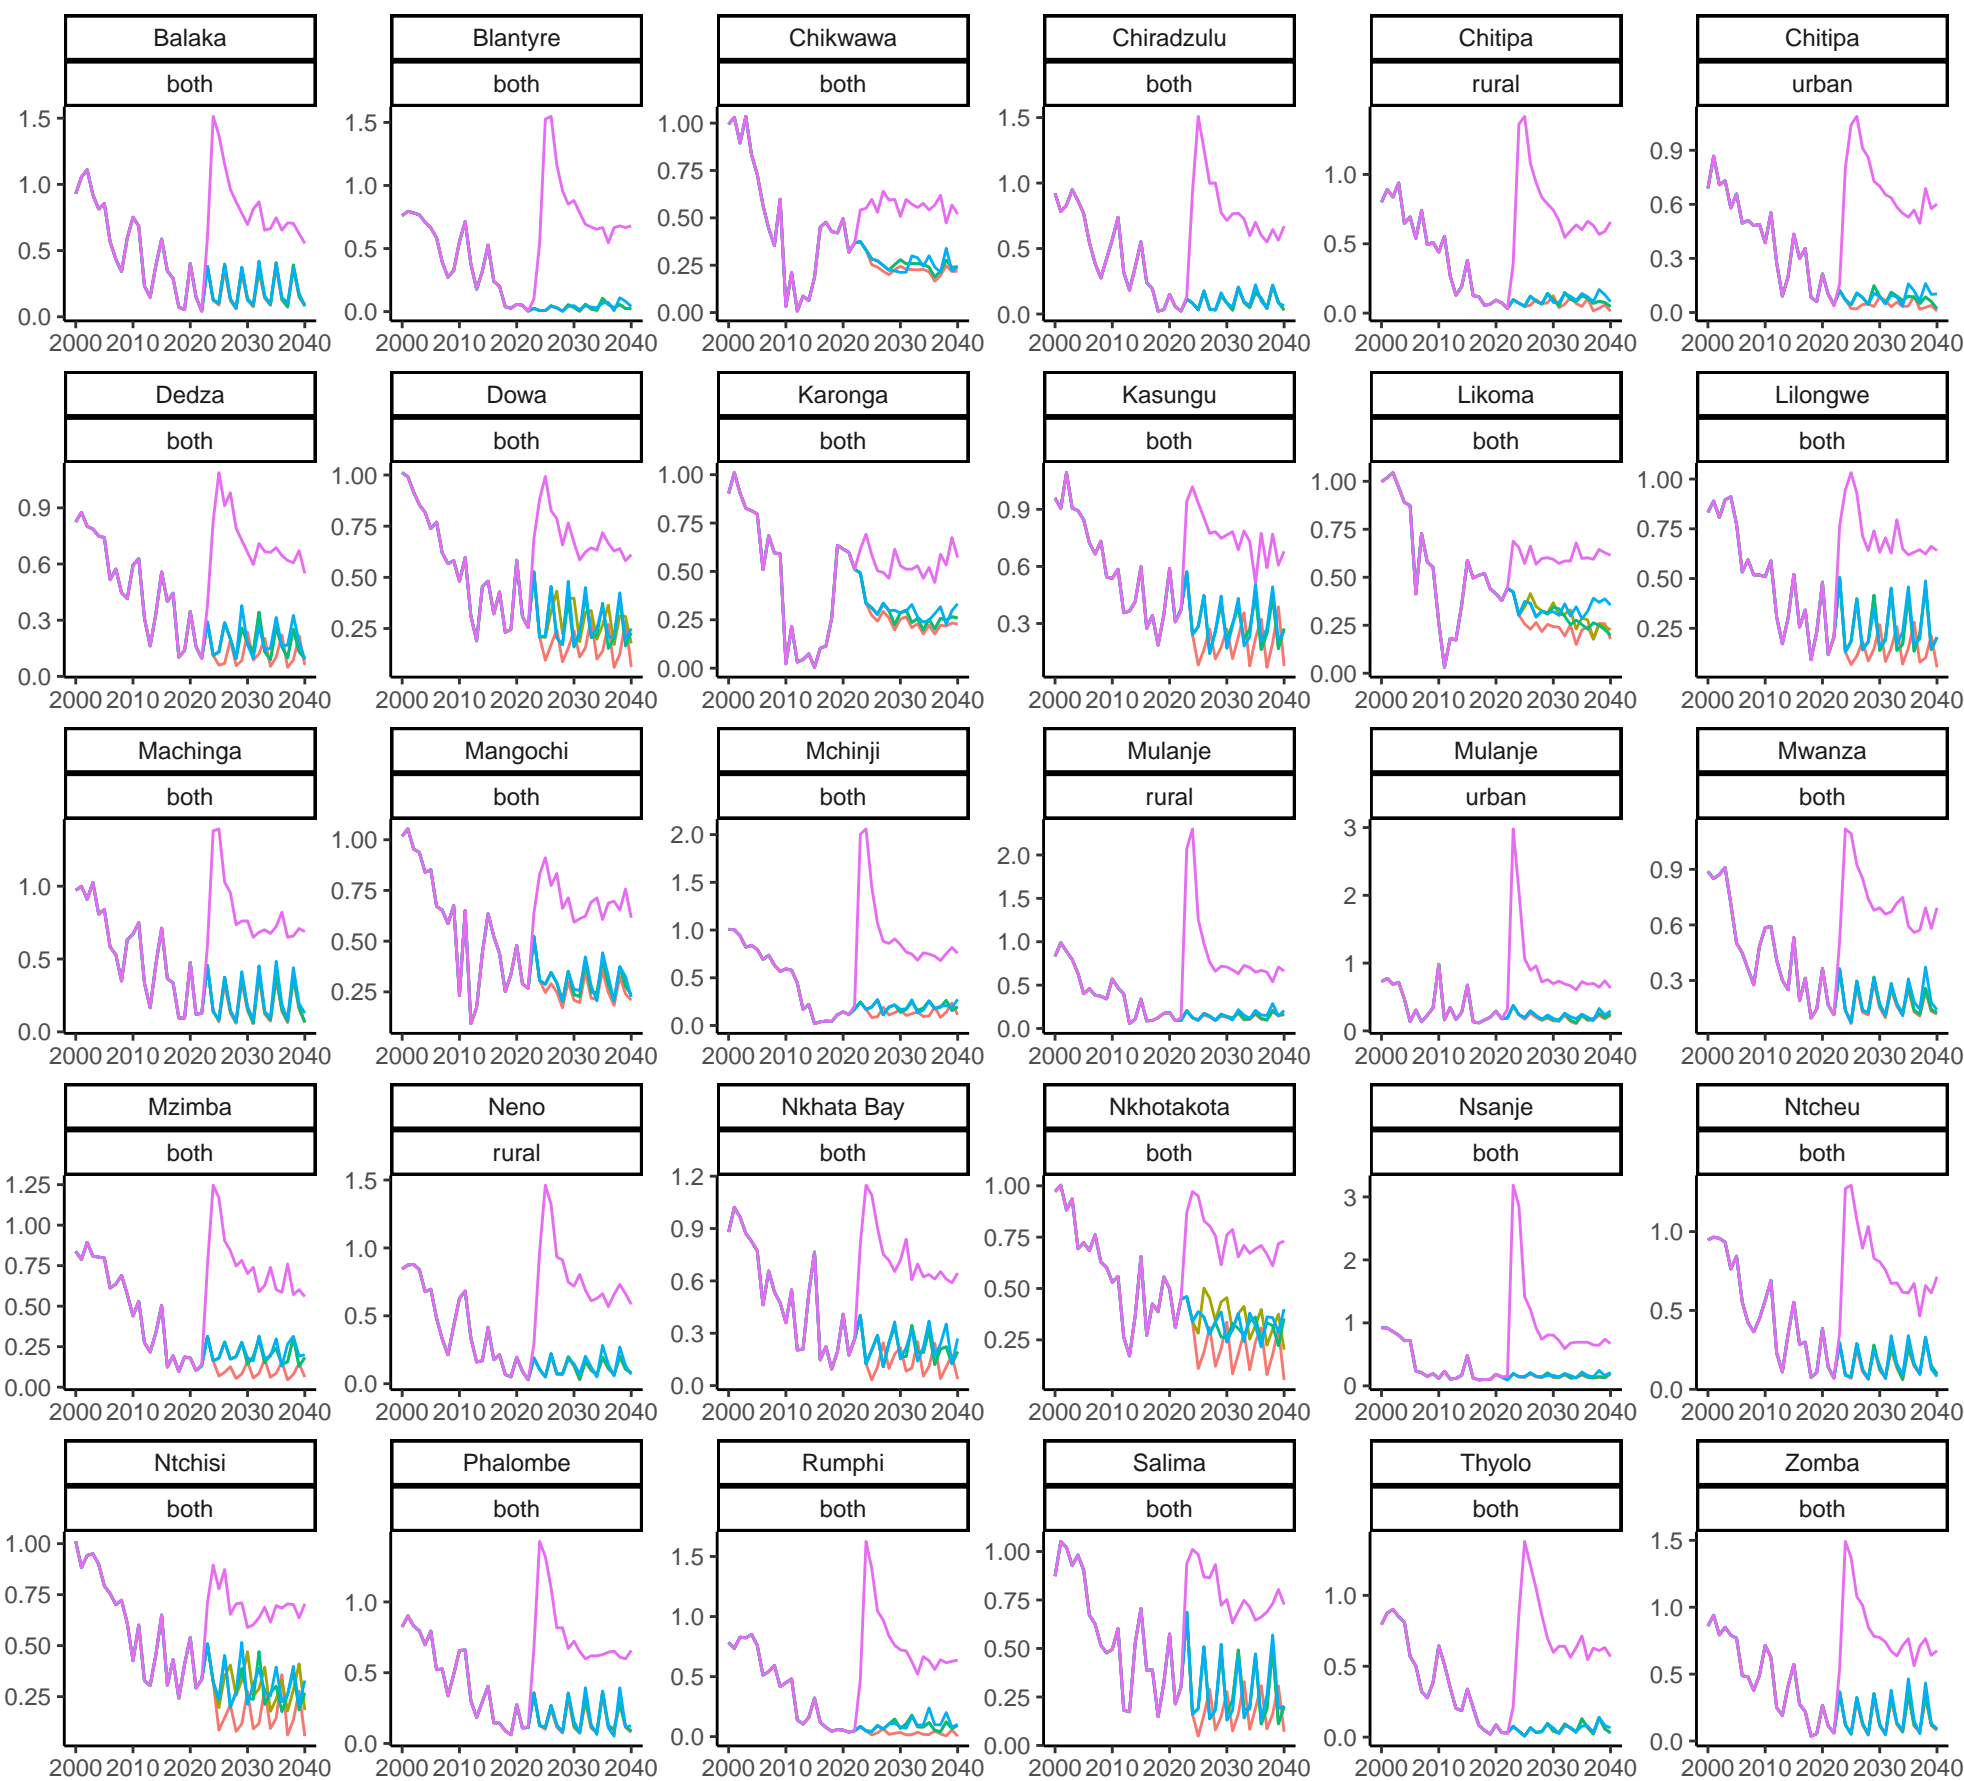 Balaka Blantyre Chikwawa Chiradzulu Chitipa Chitipa
both both both both rural urban
1.5 1.0 0.5 0.0 1.5 1.0 0.5 0.0 1.00 0.75 0.50 0.25 0.00 1.5 1.0 0.5 0.0 1.0 0.5 0.0 0.9 0.6 0.3 0.0
2000 2010 2020 2030 2040 2000 2010 2020 2030 2040 2000 2010 2020 2030 2040 2000 2010 2020 2030 2040 2000 2010 2020 2030 2040 2000 2010 2020 2030 2040
Dedza Dowa Karonga Kasungu Likoma Lilongwe
both both both both both both
0.9 0.6 0.3 0.0 1.00 0.75 0.50 0.25 1.00 0.75 0.50 0.25 0.00 0.9 0.6 0.3 1.00 0.75 0.50 0.25 0.00 1.00 0.75 0.50 0.25
2000 2010 2020 2030 2040 2000 2010 2020 2030 2040 2000 2010 2020 2030 2040 2000 2010 2020 2030 2040 2000 2010 2020 2030 2040 2000 2010 2020 2030 2040
Machinga Mangochi Mchinji Mulanje Mulanje Mwanza
both both both rural urban both
1.0 0.5 0.0 1.00 0.75 0.50 0.25 2.0 1.5 1.0 0.5 0.0 2.0 1.5 1.0 0.5 0.0 3 2 1 0 0.9 0.6 0.3
2000 2010 2020 2030 2040 2000 2010 2020 2030 2040 2000 2010 2020 2030 2040 2000 2010 2020 2030 2040 2000 2010 2020 2030 2040 2000 2010 2020 2030 2040
Mzimba Neno Nkhata Bay Nkhotakota Nsanje Ntcheu
both rural both both both both
1.25 1.00 0.75 0.50 0.25 0.00 1.5 1.0 0.5 0.0 1.2 0.9 0.6 0.3 0.0 1.00 0.75 0.50 0.25 3 2 1 0 1.0 0.5 0.0
2000 2010 2020 2030 2040 2000 2010 2020 2030 2040 2000 2010 2020 2030 2040 2000 2010 2020 2030 2040 2000 2010 2020 2030 2040 2000 2010 2020 2030 2040
Ntchisi Phalombe Rumphi Salima Thyolo Zomba
both both both both both both
1.00 0.75 0.50 0.25 1.0 0.5 0.0 1.5 1.0 0.5 0.0 1.00 0.75 0.50 0.25 0.00 1.0 0.5 0.0 1.5 1.0 0.5 0.0
2000 2010 2020 2030 2040 2000 2010 2020 2030 2040 2000 2010 2020 2030 2040 2000 2010 2020 2030 2040 2000 2010 2020 2030 2040 2000 2010 2020 2030 2040